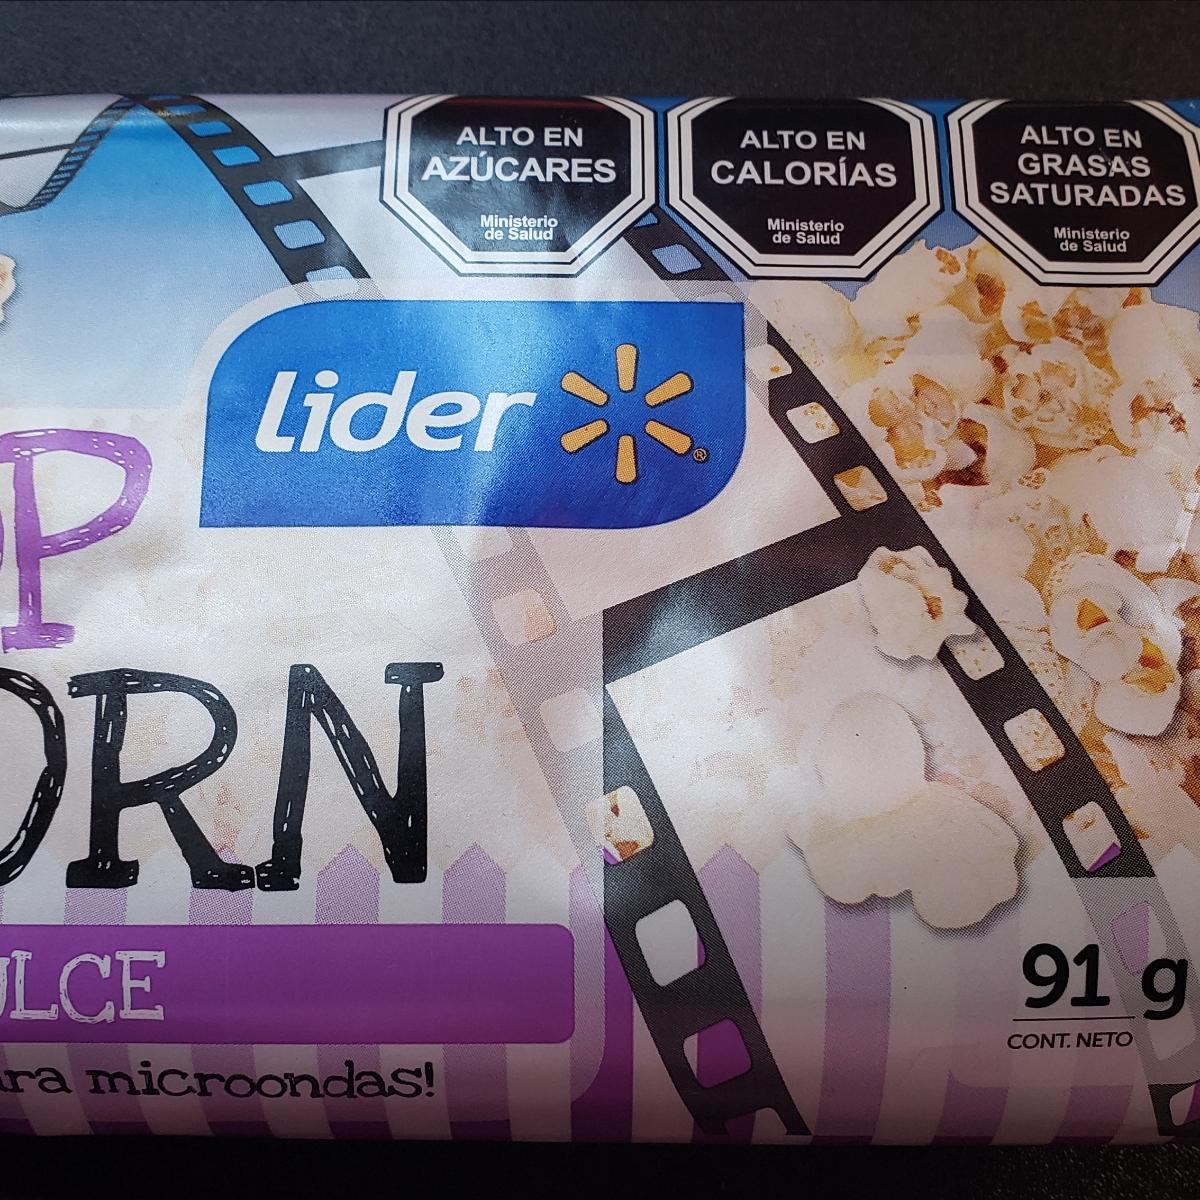 ALTO EN
AZÚCARES
Ministerio
de Salud
ALTO EN
CALORÍAS
Ministerio
de Salud
ALTO EN
GRASAS
SATURADAS
Ministerio
de Salud
lider
®
OP
ORN
ULCE
ara microondas!
91 g
CONT. NETO